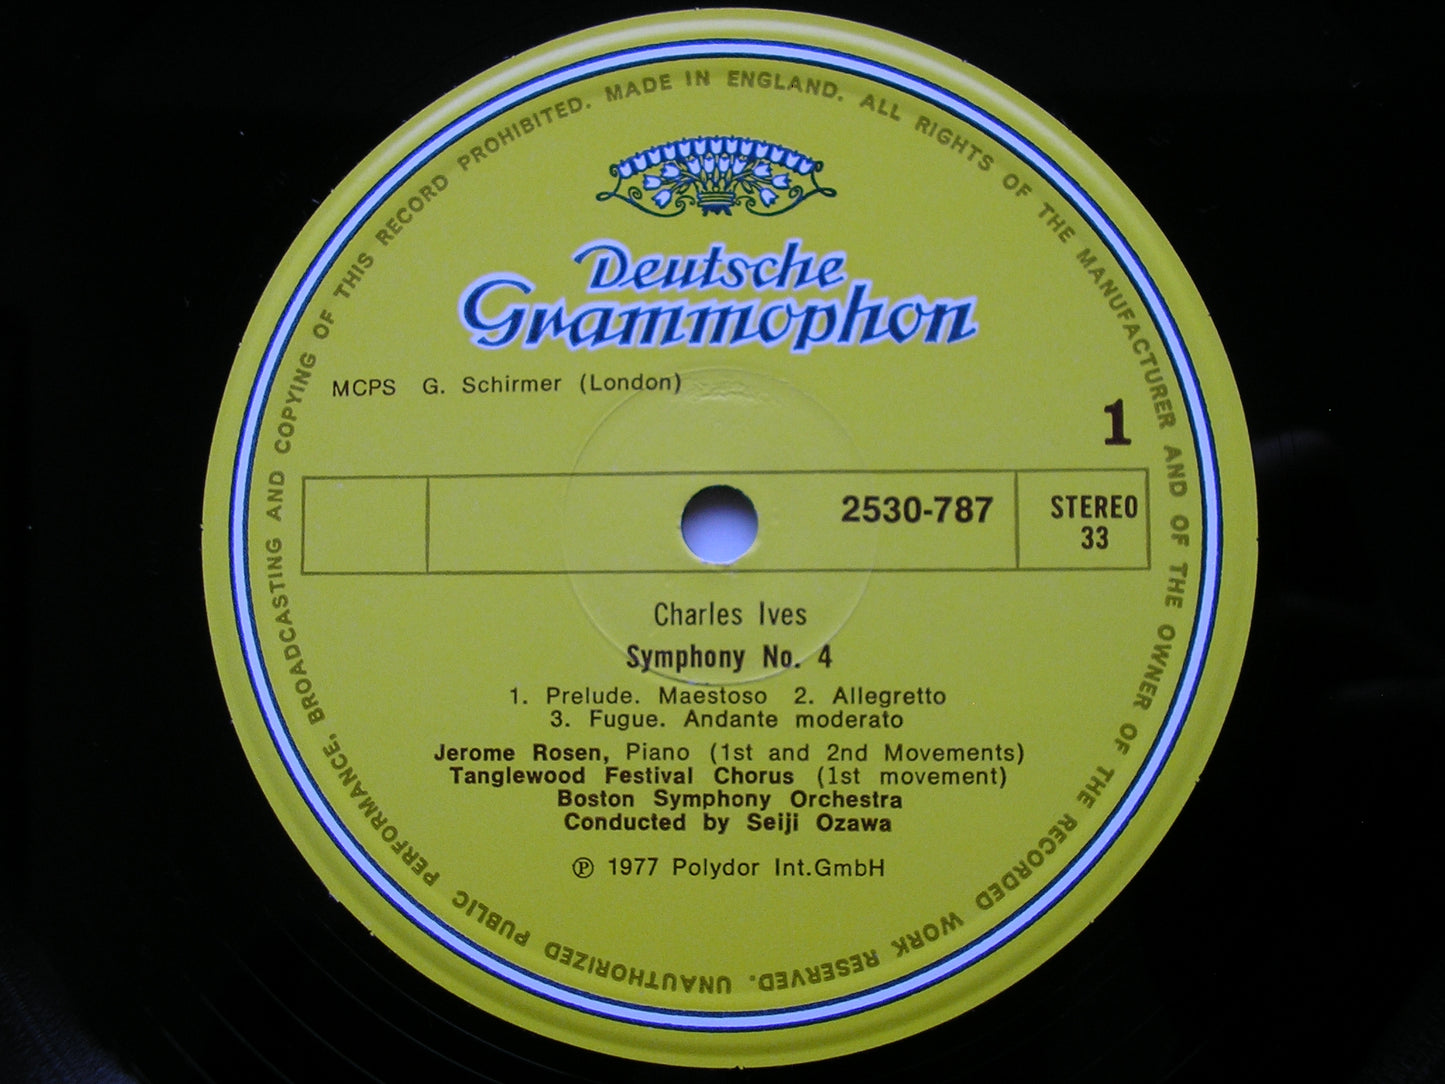 MADE IN ENGLAND. ALL RIGHTS OF THE MANUFACTURER AND OF THE OWNER OF THE RECORDED WORK RESERVED. UNAUTHORIZED PUBLIC PERFORMANCE, BROADCASTING AND COPYING OF THIS RECORD PROHIBITED.
Deutsche
Grammophon
MCPS G. Schirmer (London)
1
2530-787
STEREO
33
Charles Ives
Symphony No. 4
1. Prelude. Maestoso 2. Allegretto
3. Fugue. Andante moderato
Jerome Rosen, Piano (1st and 2nd Movements)
Tanglewood Festival Chorus (1st movement)
Boston Symphony Orchestra
Conducted by Seiji Ozawa
℗ 1977 Polydor Int.GmbH